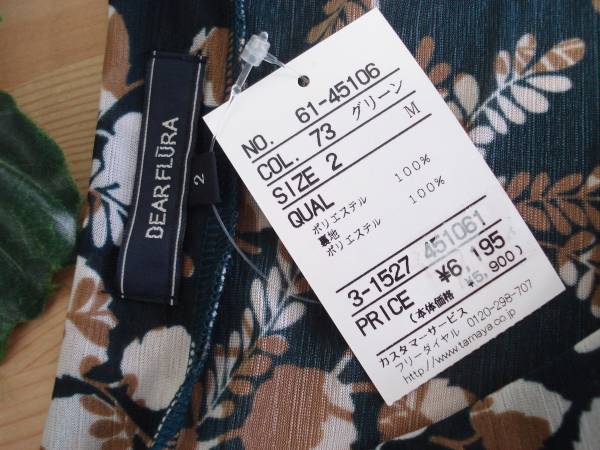 DEAR FLÜRA
2
NO. 61-45106
COL. 73 グリーン
SIZE 2 M
QUAL
ポリエステル 100%
裏地
ポリエステル 100%
3-1527 451061
PRICE ¥6,195
(本体価格 ¥5,900)
カスタマーサービス
フリーダイヤル 0120-298-707
http://www.tamaya.co.jp